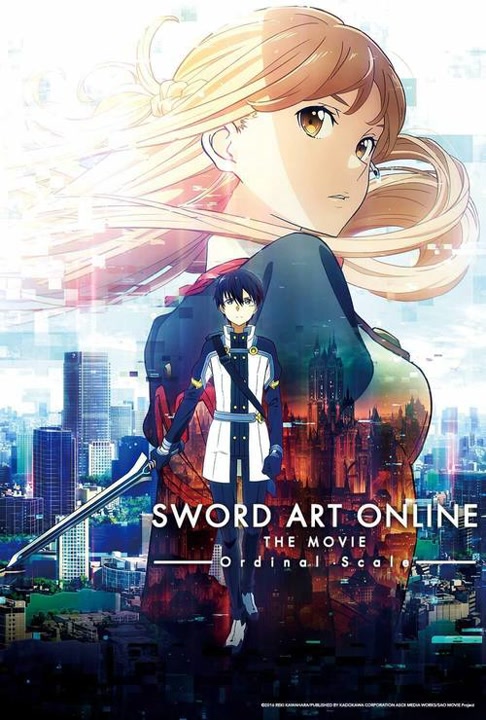 SWORD ART ONLINE
THE MOVIE
Ordinal Scale
©2016 REKI KAWAHARA/PUBLISHED BY KADOKAWA CORPORATION ASCII MEDIA WORKS/SAO MOVIE Project